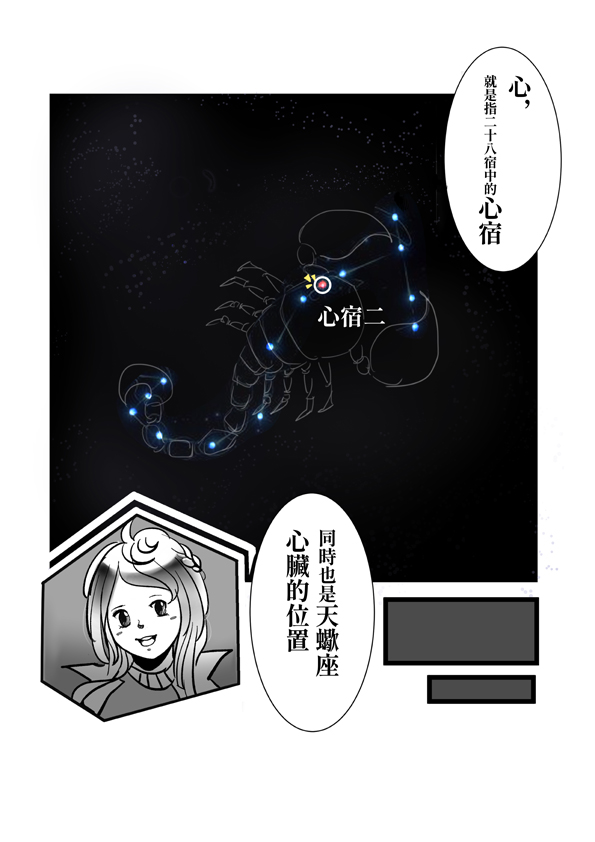 心,
就是指二十八宿中的心宿
心宿二
同時也是天蠍座
心臟的位置